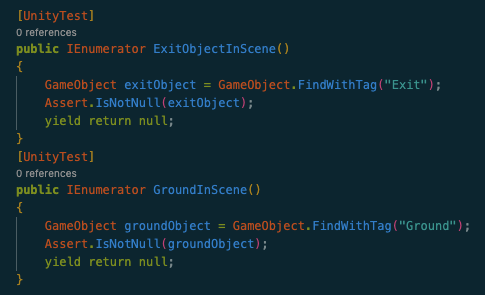 [UnityTest]
0 references
public IEnumerator ExitObjectInScene()
{
GameObject exitObject = GameObject.FindWithTag("Exit");
Assert.IsNotNull(exitObject);
yield return null;
}
[UnityTest]
0 references
public IEnumerator GroundInScene()
{
GameObject groundObject = GameObject.FindWithTag("Ground");
Assert.IsNotNull(groundObject);
yield return null;
}